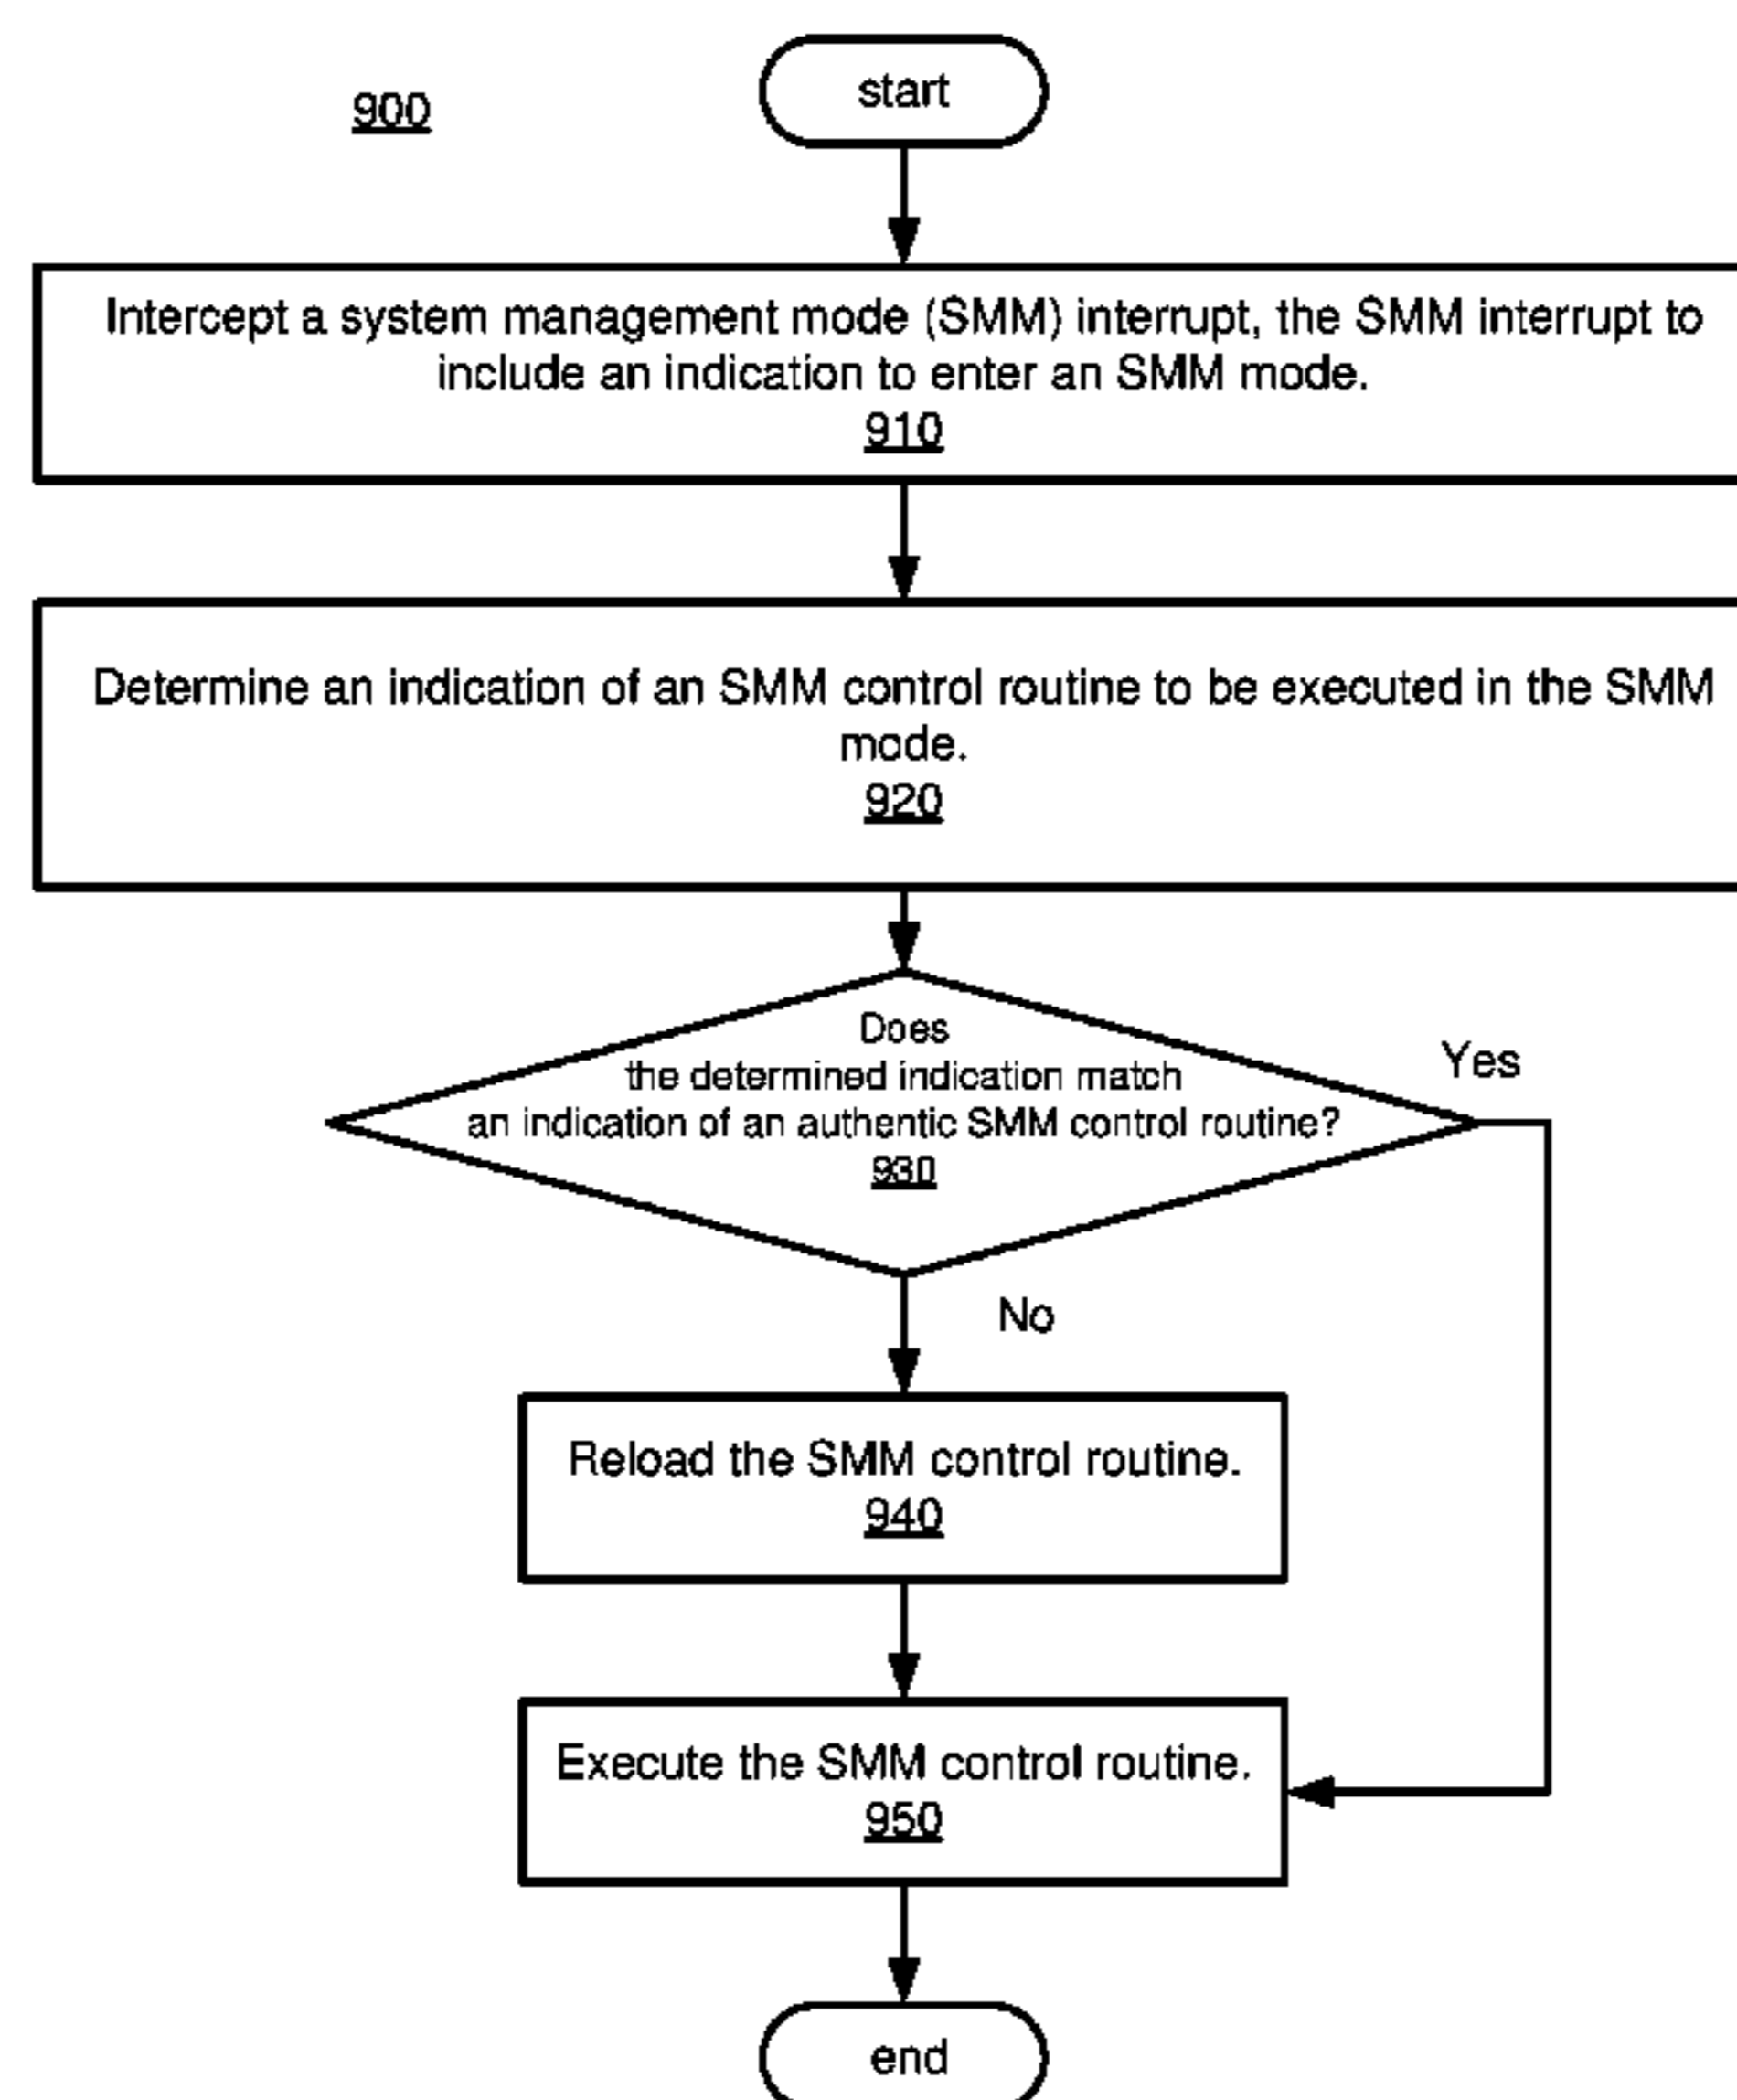 start
900
Intercept a system management mode (SMM) interrupt, the SMM interrupt to
include an indication to enter an SMM mode.
910
Determine an indication of an SMM control routine to be executed in the SMM
mode.
920
Does
the determined indication match
an indication of an authentic SMM control routine?
930
Yes
No
Reload the SMM control routine.
940
Execute the SMM control routine.
950
end